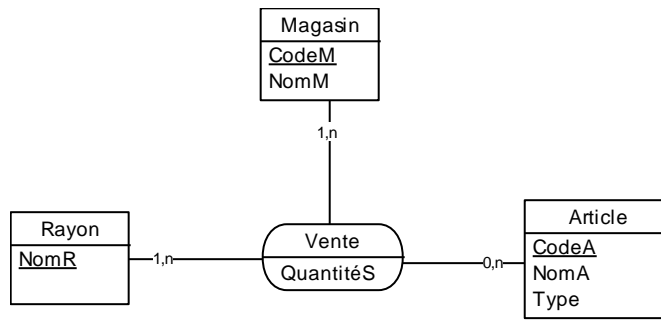 Magasin
CodeM
NomM
1,n
Rayon
NomR
1,n
Vente
QuantitéS
0,n
Article
CodeA
NomA
Type